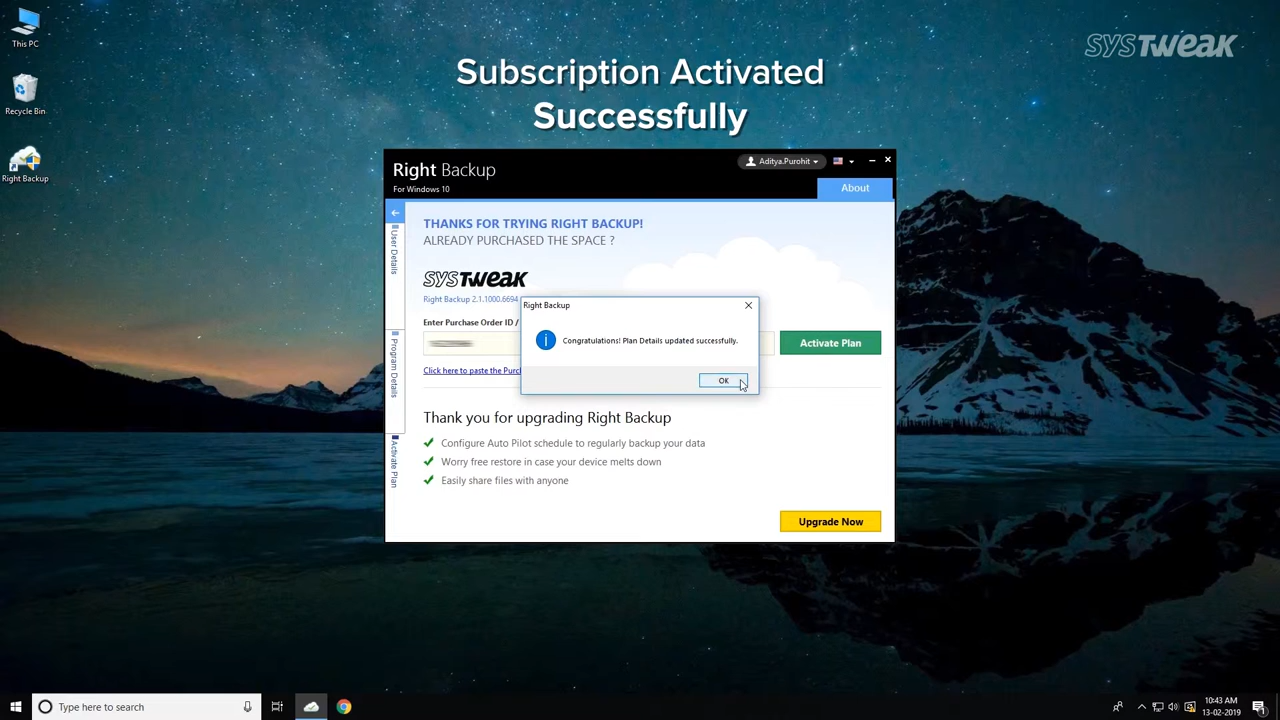 This PC
Recycle Bin
Right Backup
SYSTWEAK
Subscription Activated
Successfully
Right Backup
For Windows 10
Aditya.Purohit
About
THANKS FOR TRYING RIGHT BACKUP!
ALREADY PURCHASED THE SPACE ?
SYSTWEAK
Right Backup 2.1.1000.6694
Enter Purchase Order ID /
Activate Plan
Click here to paste the Purc
User Details
Program Details
Activate Plan
Right Backup
Congratulations! Plan Details updated successfully.
OK
Thank you for upgrading Right Backup
Configure Auto Pilot schedule to regularly backup your data
Worry free restore in case your device melts down
Easily share files with anyone
Upgrade Now
Type here to search
10:43 AM
13-02-2019
1